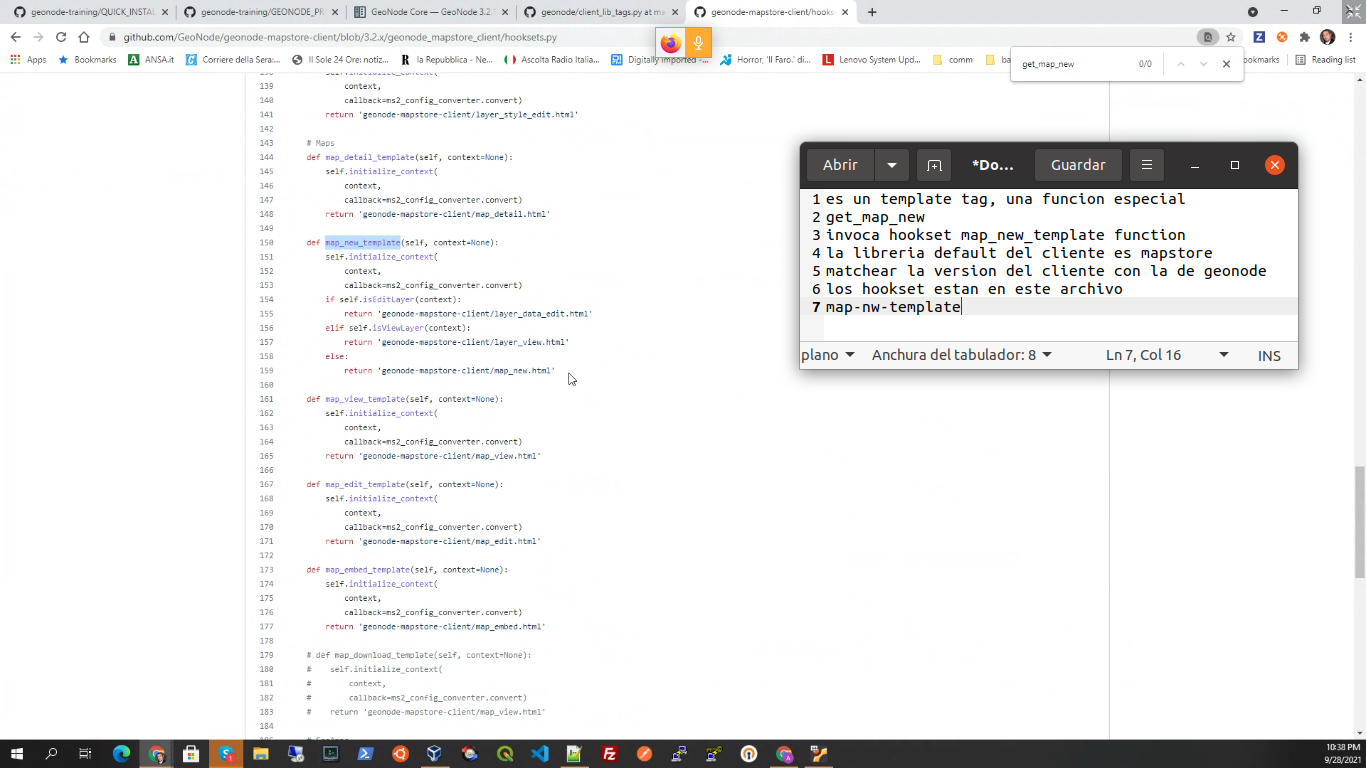 geonode-training/QUICK_INSTAL
geonode-training/GEONODE_PR
GeoNode Core — GeoNode 3.2.
geonode/client_lib_tags.py at ma
geonode-mapstore-client/hooks
github.com/GeoNode/geonode-mapstore-client/blob/3.2.x/geonode_mapstore_client/hooksets.py
Apps
Bookmarks
ANSA.it
Corriere della Sera:...
Il Sole 24 Ore: notiz...
la Repubblica - Ne...
Ascolta Radio Italia...
Digitally Imported -...
Horror, 'Il Faro.' di...
Lenovo System Upd...
comm
ba
ookmarks
Reading list
get_map_new
0/0
138 self.initialize_context(
139 context,
140 callback=ms2_config_converter.convert)
141 return 'geonode-mapstore-client/layer_style_edit.html'
142
143 # Maps
144 def map_detail_template(self, context=None):
145 self.initialize_context(
146 context,
147 callback=ms2_config_converter.convert)
148 return 'geonode-mapstore-client/map_detail.html'
149
150 def map_new_template(self, context=None):
151 self.initialize_context(
152 context,
153 callback=ms2_config_converter.convert)
154 if self.isEditLayer(context):
155 return 'geonode-mapstore-client/layer_data_edit.html'
156 elif self.isViewLayer(context):
157 return 'geonode-mapstore-client/layer_view.html'
158 else:
159 return 'geonode-mapstore-client/map_new.html'
160
161 def map_view_template(self, context=None):
162 self.initialize_context(
163 context,
164 callback=ms2_config_converter.convert)
165 return 'geonode-mapstore-client/map_view.html'
166
167 def map_edit_template(self, context=None):
168 self.initialize_context(
169 context,
170 callback=ms2_config_converter.convert)
171 return 'geonode-mapstore-client/map_edit.html'
172
173 def map_embed_template(self, context=None):
174 self.initialize_context(
175 context,
176 callback=ms2_config_converter.convert)
177 return 'geonode-mapstore-client/map_embed.html'
178
179 # def map_download_template(self, context=None):
180 # self.initialize_context(
181 # context,
182 # callback=ms2_config_converter.convert)
183 # return 'geonode-mapstore-client/map_view.html'
184
Abrir
*Do...
Guardar
1 es un template tag, una funcion especial
2 get_map_new
3 invoca hookset map_new_template function
4 la libreria default del cliente es mapstore
5 matchear la version del cliente con la de geonode
6 los hookset estan en este archivo
7 map-nw-template
plano
Anchura del tabulador: 8
Ln 7, Col 16
INS
10:38 PM
9/28/2021